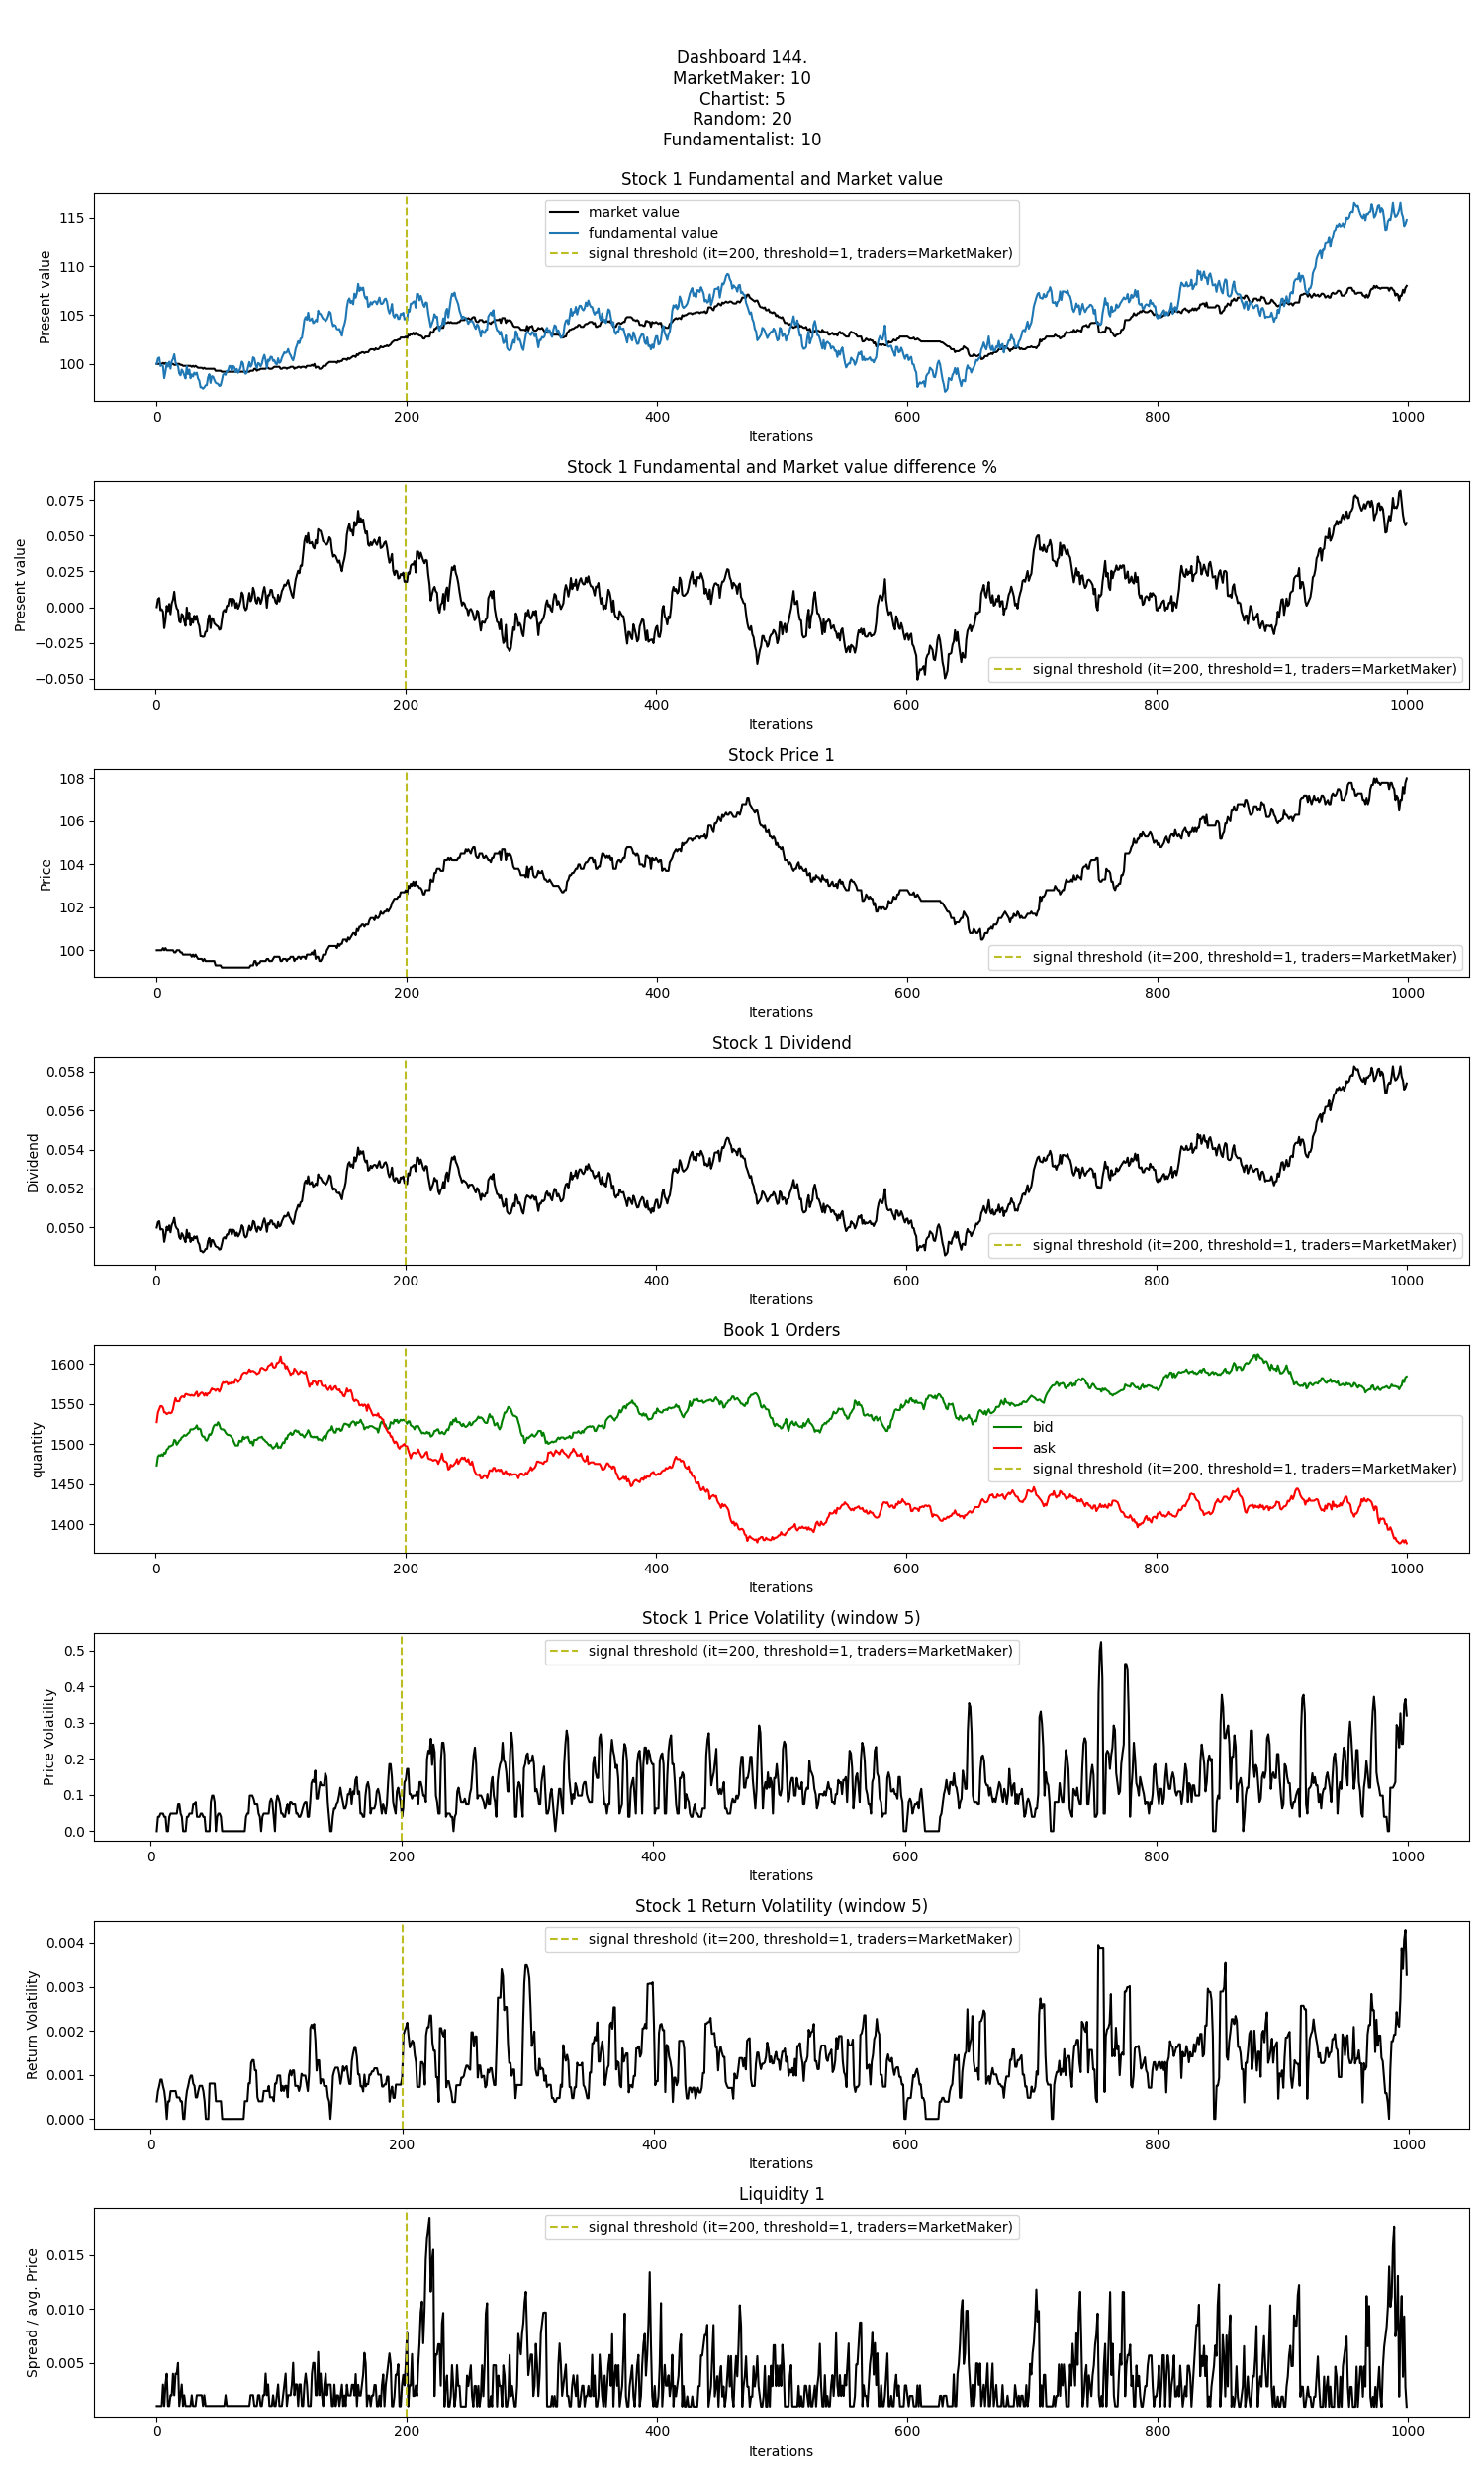 Dashboard 144.
MarketMaker: 10
Chartist: 5
Random: 20
Fundamentalist: 10
Stock 1 Fundamental and Market value
market value
fundamental value
signal threshold (it=200, threshold=1, traders=MarketMaker)
Present value
115
110
105
100
0 200 400 600 800 1000
Iterations
Stock 1 Fundamental and Market value difference %
Present value
0.075
0.050
0.025
0.000
−0.025
−0.050
signal threshold (it=200, threshold=1, traders=MarketMaker)
0 200 400 600 800 1000
Iterations
Stock Price 1
Price
108
106
104
102
100
signal threshold (it=200, threshold=1, traders=MarketMaker)
0 200 400 600 800 1000
Iterations
Stock 1 Dividend
Dividend
0.058
0.056
0.054
0.052
0.050
signal threshold (it=200, threshold=1, traders=MarketMaker)
0 200 400 600 800 1000
Iterations
Book 1 Orders
quantity
1600
1550
1500
1450
1400
bid
ask
signal threshold (it=200, threshold=1, traders=MarketMaker)
0 200 400 600 800 1000
Iterations
Stock 1 Price Volatility (window 5)
signal threshold (it=200, threshold=1, traders=MarketMaker)
Price Volatility
0.5
0.4
0.3
0.2
0.1
0.0
0 200 400 600 800 1000
Iterations
Stock 1 Return Volatility (window 5)
signal threshold (it=200, threshold=1, traders=MarketMaker)
Return Volatility
0.004
0.003
0.002
0.001
0.000
0 200 400 600 800 1000
Iterations
Liquidity 1
signal threshold (it=200, threshold=1, traders=MarketMaker)
Spread / avg. Price
0.015
0.010
0.005
0 200 400 600 800 1000
Iterations